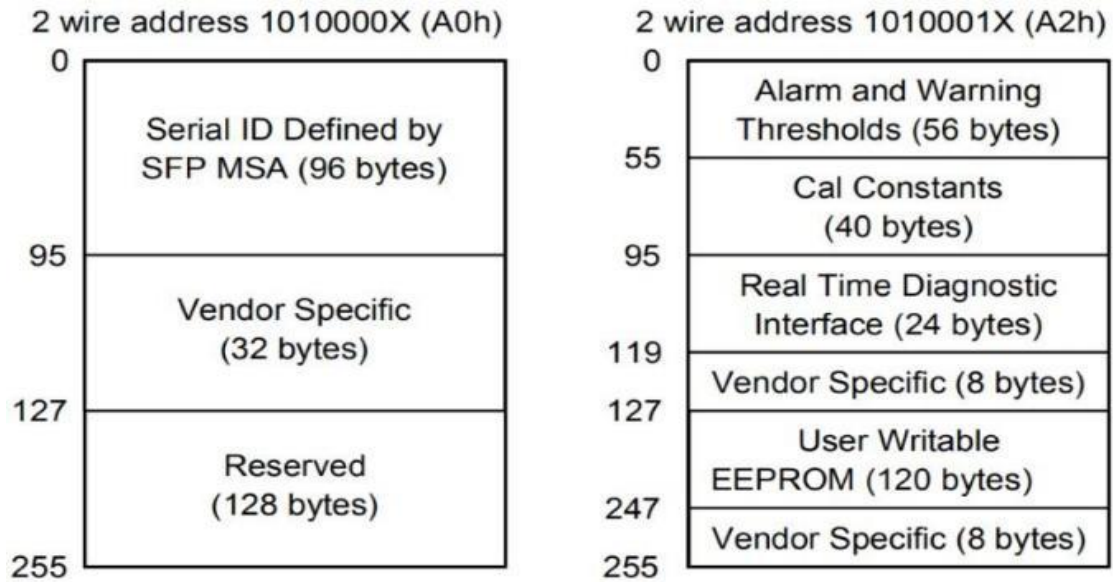 2 wire address 1010000X (A0h)
0
Serial ID Defined by
SFP MSA (96 bytes)
95
Vendor Specific
(32 bytes)
127
Reserved
(128 bytes)
255
2 wire address 1010001X (A2h)
0
Alarm and Warning
Thresholds (56 bytes)
55
Cal Constants
(40 bytes)
95
Real Time Diagnostic
Interface (24 bytes)
119
Vendor Specific (8 bytes)
127
User Writable
EEPROM (120 bytes)
247
Vendor Specific (8 bytes)
255